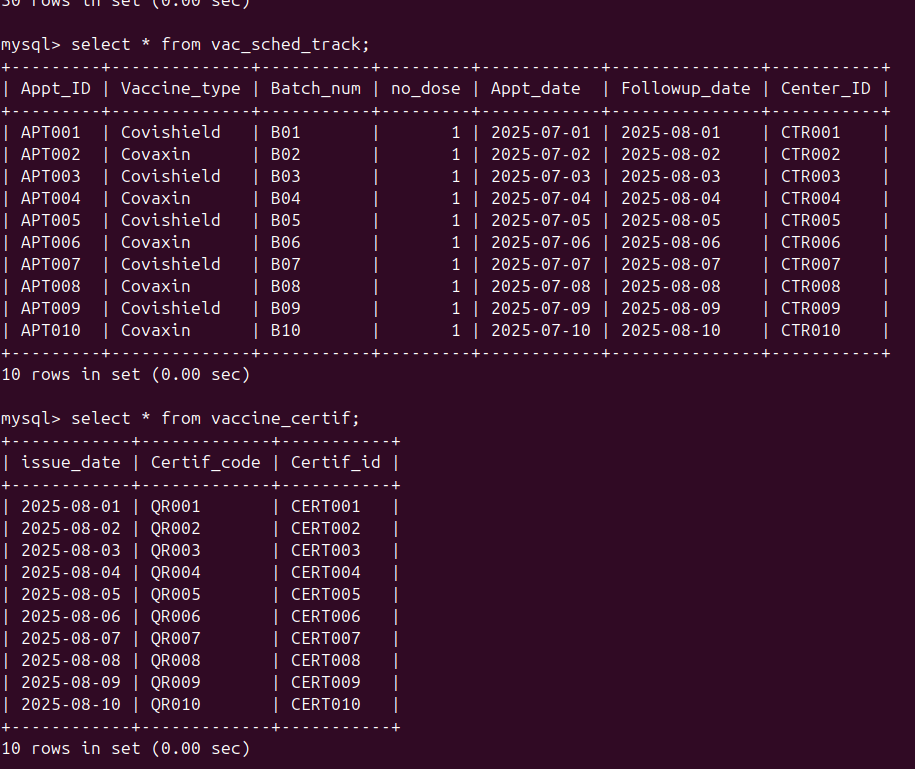 30 rows in set (0.00 sec)
mysql> select * from vac_sched_track;
+---------+--------------+-----------+---------+------------+---------------+-----------+
| Appt_ID | Vaccine_type | Batch_num | no_dose | Appt_date  | Followup_date | Center_ID |
+---------+--------------+-----------+---------+------------+---------------+-----------+
| APT001  | Covishield   | B01       |       1 | 2025-07-01 | 2025-08-01    | CTR001    |
| APT002  | Covaxin      | B02       |       1 | 2025-07-02 | 2025-08-02    | CTR002    |
| APT003  | Covishield   | B03       |       1 | 2025-07-03 | 2025-08-03    | CTR003    |
| APT004  | Covaxin      | B04       |       1 | 2025-07-04 | 2025-08-04    | CTR004    |
| APT005  | Covishield   | B05       |       1 | 2025-07-05 | 2025-08-05    | CTR005    |
| APT006  | Covaxin      | B06       |       1 | 2025-07-06 | 2025-08-06    | CTR006    |
| APT007  | Covishield   | B07       |       1 | 2025-07-07 | 2025-08-07    | CTR007    |
| APT008  | Covaxin      | B08       |       1 | 2025-07-08 | 2025-08-08    | CTR008    |
| APT009  | Covishield   | B09       |       1 | 2025-07-09 | 2025-08-09    | CTR009    |
| APT010  | Covaxin      | B10       |       1 | 2025-07-10 | 2025-08-10    | CTR010    |
+---------+--------------+-----------+---------+------------+---------------+-----------+
10 rows in set (0.00 sec)
mysql> select * from vaccine_certif;
+------------+-------------+-----------+
| issue_date | Certif_code | Certif_id |
+------------+-------------+-----------+
| 2025-08-01 | QR001       | CERT001   |
| 2025-08-02 | QR002       | CERT002   |
| 2025-08-03 | QR003       | CERT003   |
| 2025-08-04 | QR004       | CERT004   |
| 2025-08-05 | QR005       | CERT005   |
| 2025-08-06 | QR006       | CERT006   |
| 2025-08-07 | QR007       | CERT007   |
| 2025-08-08 | QR008       | CERT008   |
| 2025-08-09 | QR009       | CERT009   |
| 2025-08-10 | QR010       | CERT010   |
+------------+-------------+-----------+
10 rows in set (0.00 sec)